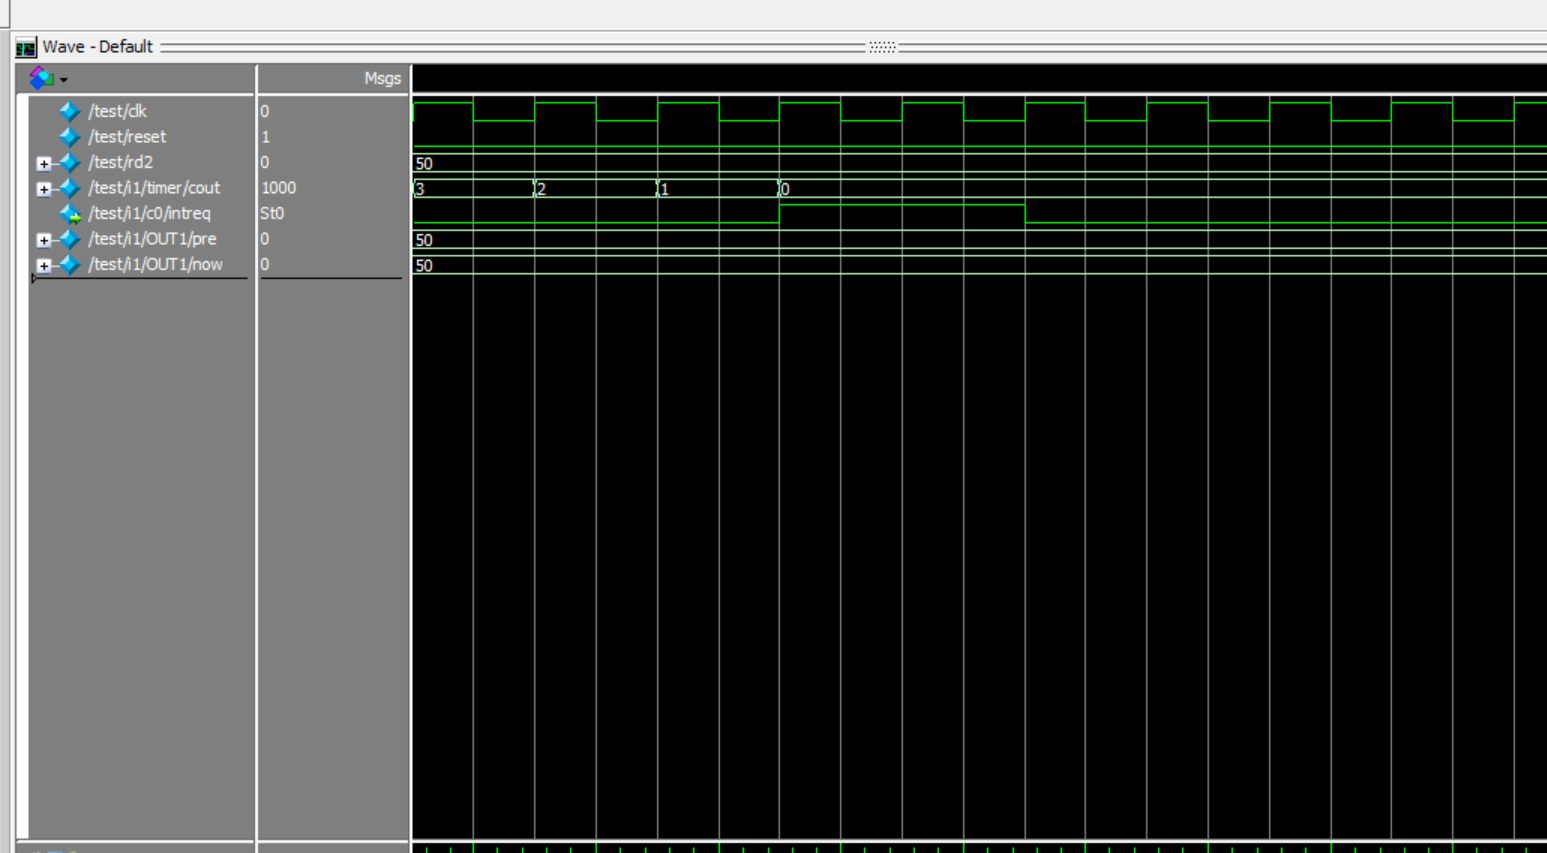 Wave - Default
Msgs
/test/clk 0
/test/reset 1
/test/rd2 0 50
/test/i1/timer/cout 1000 3 2 1 0
/test/i1/c0/intreq St0
/test/i1/OUT1/pre 0 50
/test/i1/OUT1/now 0 50